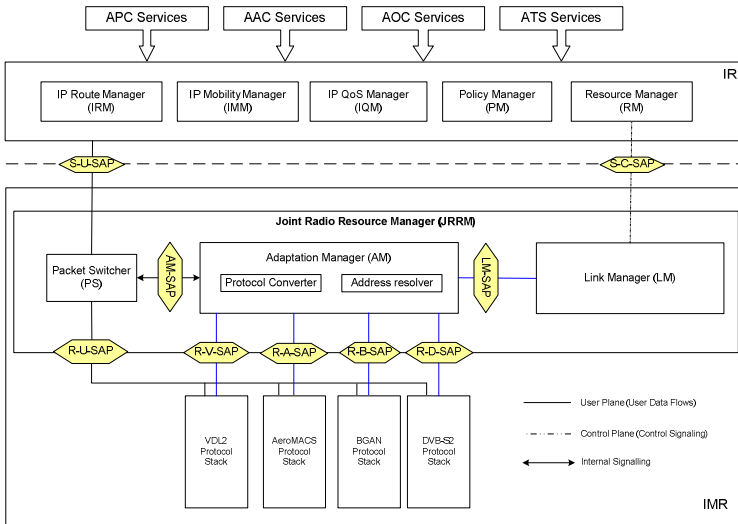 APC Services
AAC Services
AOC Services
ATS Services
IR
IP Route Manager
(IRM)
IP Mobility Manager
(IMM)
IP QoS Manager
(IQM)
Policy Manager
(PM)
Resource Manager
(RM)
S-U-SAP
S-C-SAP
Joint Radio Resource Manager (JRRM)
Packet Switcher
(PS)
AM-SAP
Adaptation Manager (AM)
Protocol Converter
Address resolver
LM-SAP
Link Manager (LM)
R-U-SAP
R-V-SAP
R-A-SAP
R-B-SAP
R-D-SAP
VDL2
Protocol
Stack
AeroMACS
Protocol
Stack
BGAN
Protocol
Stack
DVB-S2
Protocol
Stack
User Plane (User Data Flows)
Control Plane (Control Signaling)
Internal Signalling
IMR